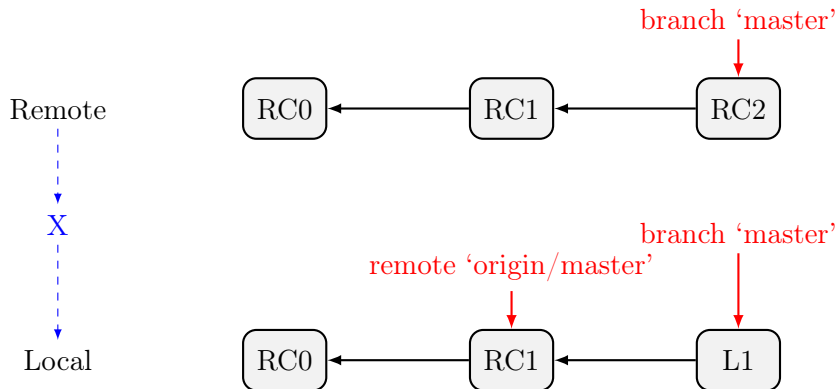 branch ‘master’
Remote
RC0
RC1
RC2
X
branch ‘master’
remote ‘origin/master’
Local
RC0
RC1
L1